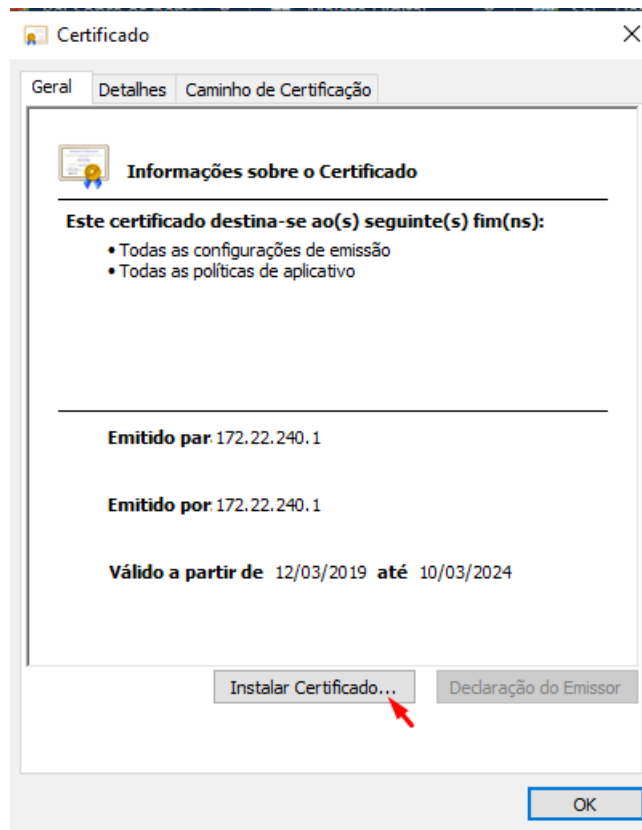 Certificado
Geral
Detalhes
Caminho de Certificação
Informações sobre o Certificado
Este certificado destina-se ao(s) seguinte(s) fim(ns):
• Todas as configurações de emissão
• Todas as políticas de aplicativo
Emitido par 172.22.240.1
Emitido por 172.22.240.1
Válido a partir de 12/03/2019 até 10/03/2024
Instalar Certificado...
Declaração do Emissor
OK